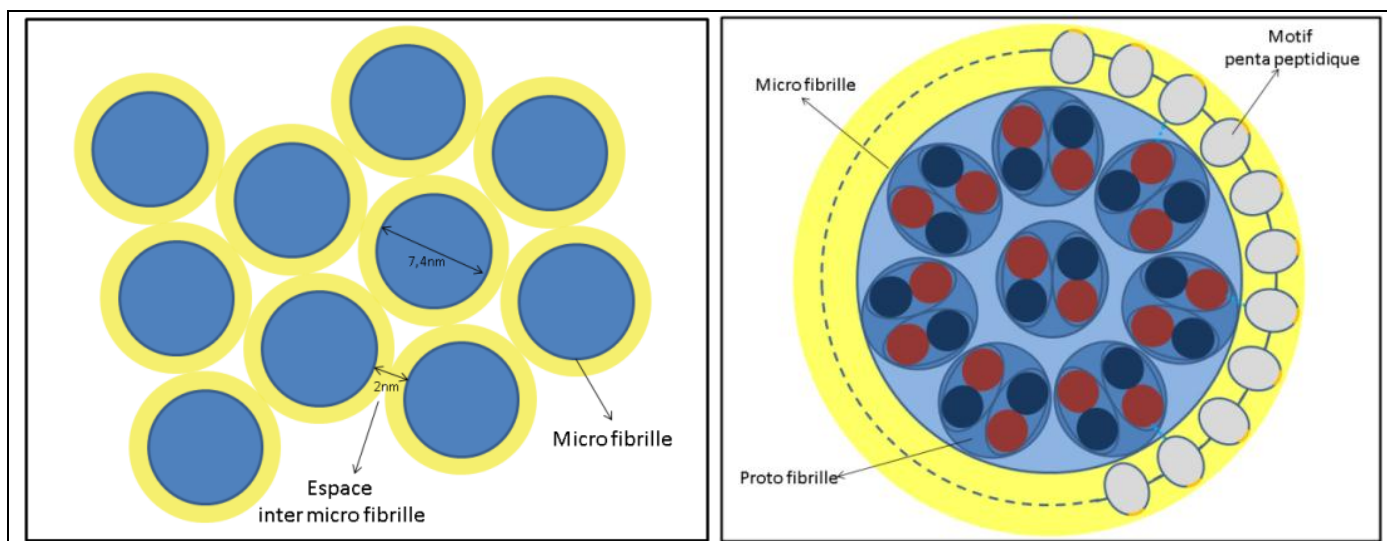 7,4nm
2nm
Micro fibrille
Espace
inter micro fibrille
Motif
penta peptidique
Micro fibrille
Proto fibrille